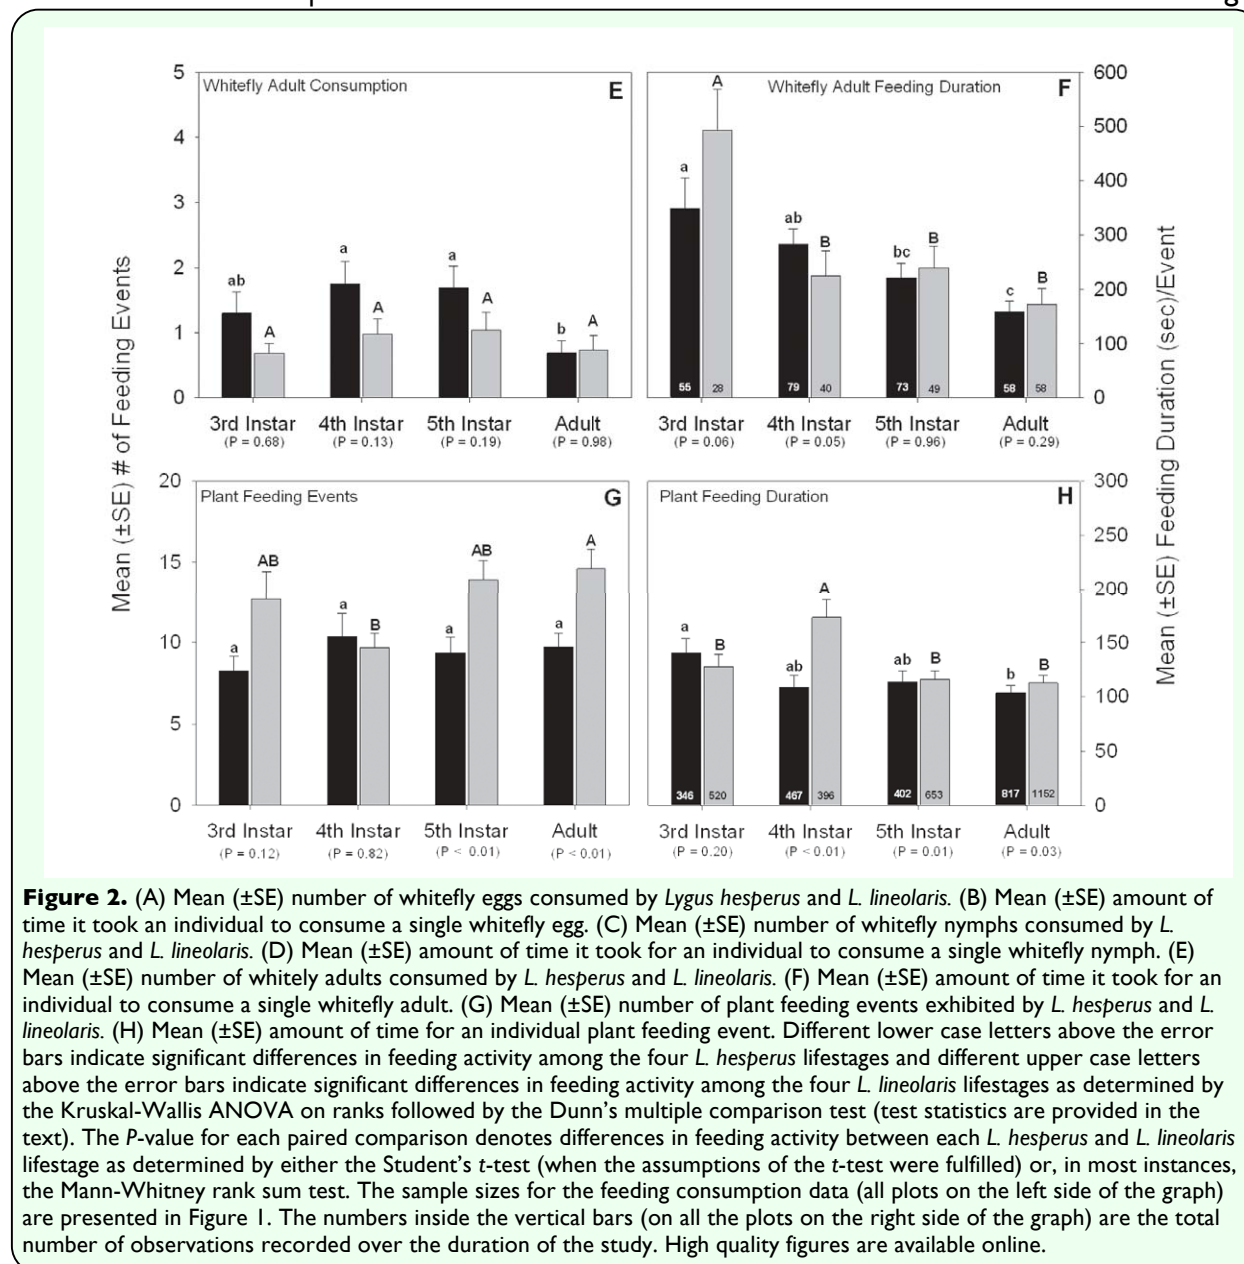 Whitefly Adult Consumption
E
Whitefly Adult Feeding Duration
F
5
4
3
2
1
0
ab
A
a
A
a
A
b
A
3rd Instar
4th Instar
5th Instar
Adult
(P = 0.68)
(P = 0.13)
(P = 0.19)
(P = 0.98)
a
A
ab
B
bc
B
c
B
55
28
79
40
73
49
58
58
600
500
400
300
200
100
0
3rd Instar
4th Instar
5th Instar
Adult
(P = 0.06)
(P = 0.05)
(P = 0.96)
(P = 0.29)
Mean (±SE) # of Feeding Events
Mean (±SE) Feeding Duration (sec)/Event
Plant Feeding Events
G
Plant Feeding Duration
H
20
15
10
5
0
a
AB
a
B
a
AB
a
A
3rd Instar
4th Instar
5th Instar
Adult
(P = 0.12)
(P = 0.82)
(P < 0.01)
(P < 0.01)
a
B
ab
A
ab
B
b
B
346
520
467
396
402
653
817
1152
300
250
200
150
100
50
0
3rd Instar
4th Instar
5th Instar
Adult
(P = 0.20)
(P < 0.01)
(P = 0.01)
(P = 0.03)
Figure 2. (A) Mean (±SE) number of whitefly eggs consumed by Lygus hesperus and L. lineolaris. (B) Mean (±SE) amount of
time it took an individual to consume a single whitefly egg. (C) Mean (±SE) number of whitefly nymphs consumed by L.
hesperus and L. lineolaris. (D) Mean (±SE) amount of time it took for an individual to consume a single whitefly nymph. (E)
Mean (±SE) number of whitely adults consumed by L. hesperus and L. lineolaris. (F) Mean (±SE) amount of time it took for an
individual to consume a single whitefly adult. (G) Mean (±SE) number of plant feeding events exhibited by L. hesperus and L.
lineolaris. (H) Mean (±SE) amount of time for an individual plant feeding event. Different lower case letters above the error
bars indicate significant differences in feeding activity among the four L. hesperus lifestages and different upper case letters
above the error bars indicate significant differences in feeding activity among the four L. lineolaris lifestages as determined by
the Kruskal-Wallis ANOVA on ranks followed by the Dunn's multiple comparison test (test statistics are provided in the
text). The P-value for each paired comparison denotes differences in feeding activity between each L. hesperus and L. lineolaris
lifestage as determined by either the Student's t-test (when the assumptions of the t-test were fulfilled) or, in most instances,
the Mann-Whitney rank sum test. The sample sizes for the feeding consumption data (all plots on the left side of the graph)
are presented in Figure 1. The numbers inside the vertical bars (on all the plots on the right side of the graph) are the total
number of observations recorded over the duration of the study. High quality figures are available online.